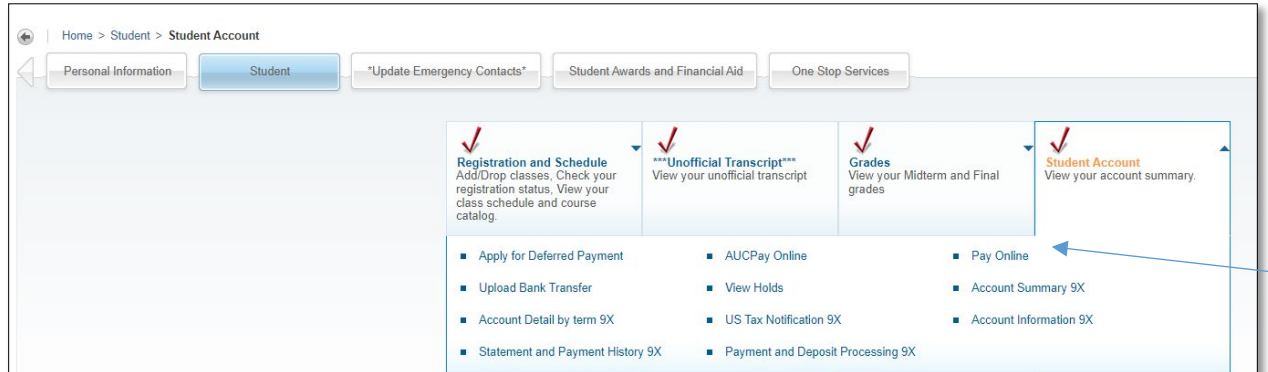 Home > Student > Student Account
Personal Information
Student
*Update Emergency Contacts*
Student Awards and Financial Aid
One Stop Services
Registration and Schedule
Add/Drop classes, Check your
registration status, View your
class schedule and course
catalog.
***Unofficial Transcript***
View your unofficial transcript
Grades
View your Midterm and Final
grades
Student Account
View your account summary.
Apply for Deferred Payment
AUCPay Online
Pay Online
Upload Bank Transfer
View Holds
Account Summary 9X
Account Detail by term 9X
US Tax Notification 9X
Account Information 9X
Statement and Payment History 9X
Payment and Deposit Processing 9X